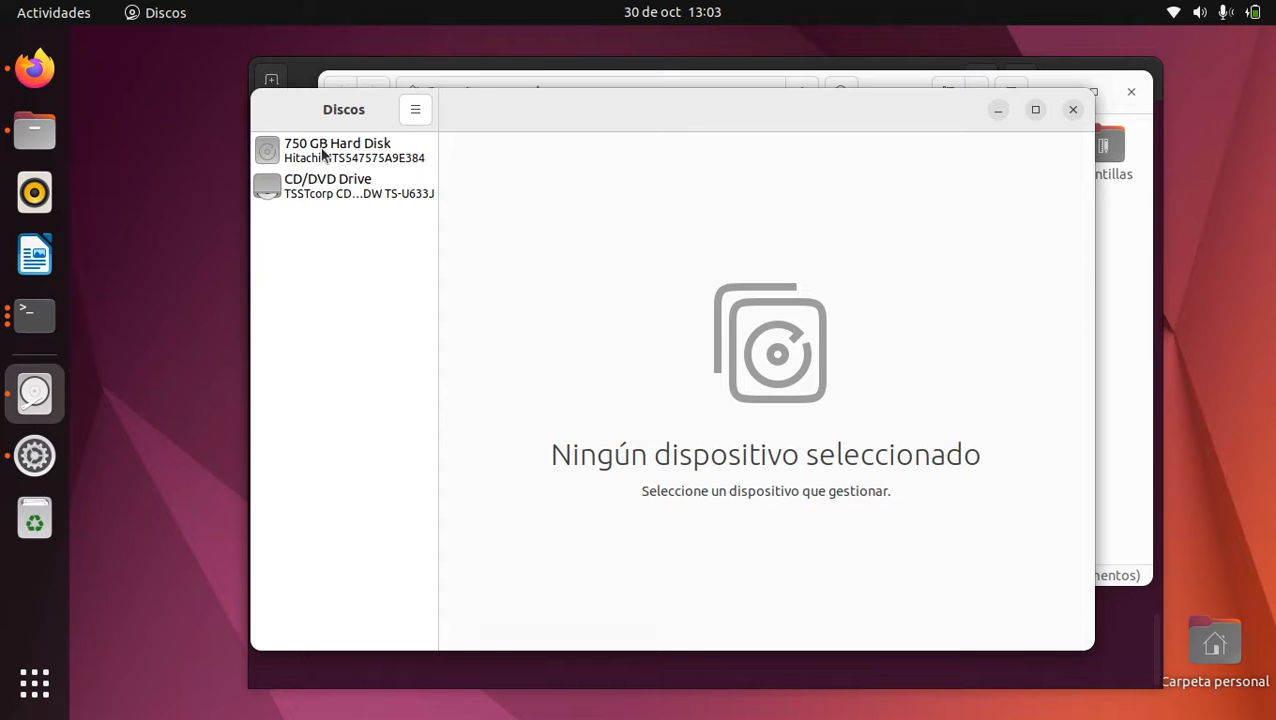 Actividades
Discos
30 de oct 13:03
Discos
750 GB Hard Disk
Hitachi
TS547575A9E384
CD/DVD Drive
TSSTcorp CD…DW TS-U633J
ntillas
Ningún dispositivo seleccionado
Seleccione un dispositivo que gestionar.
mentos)
Carpeta personal